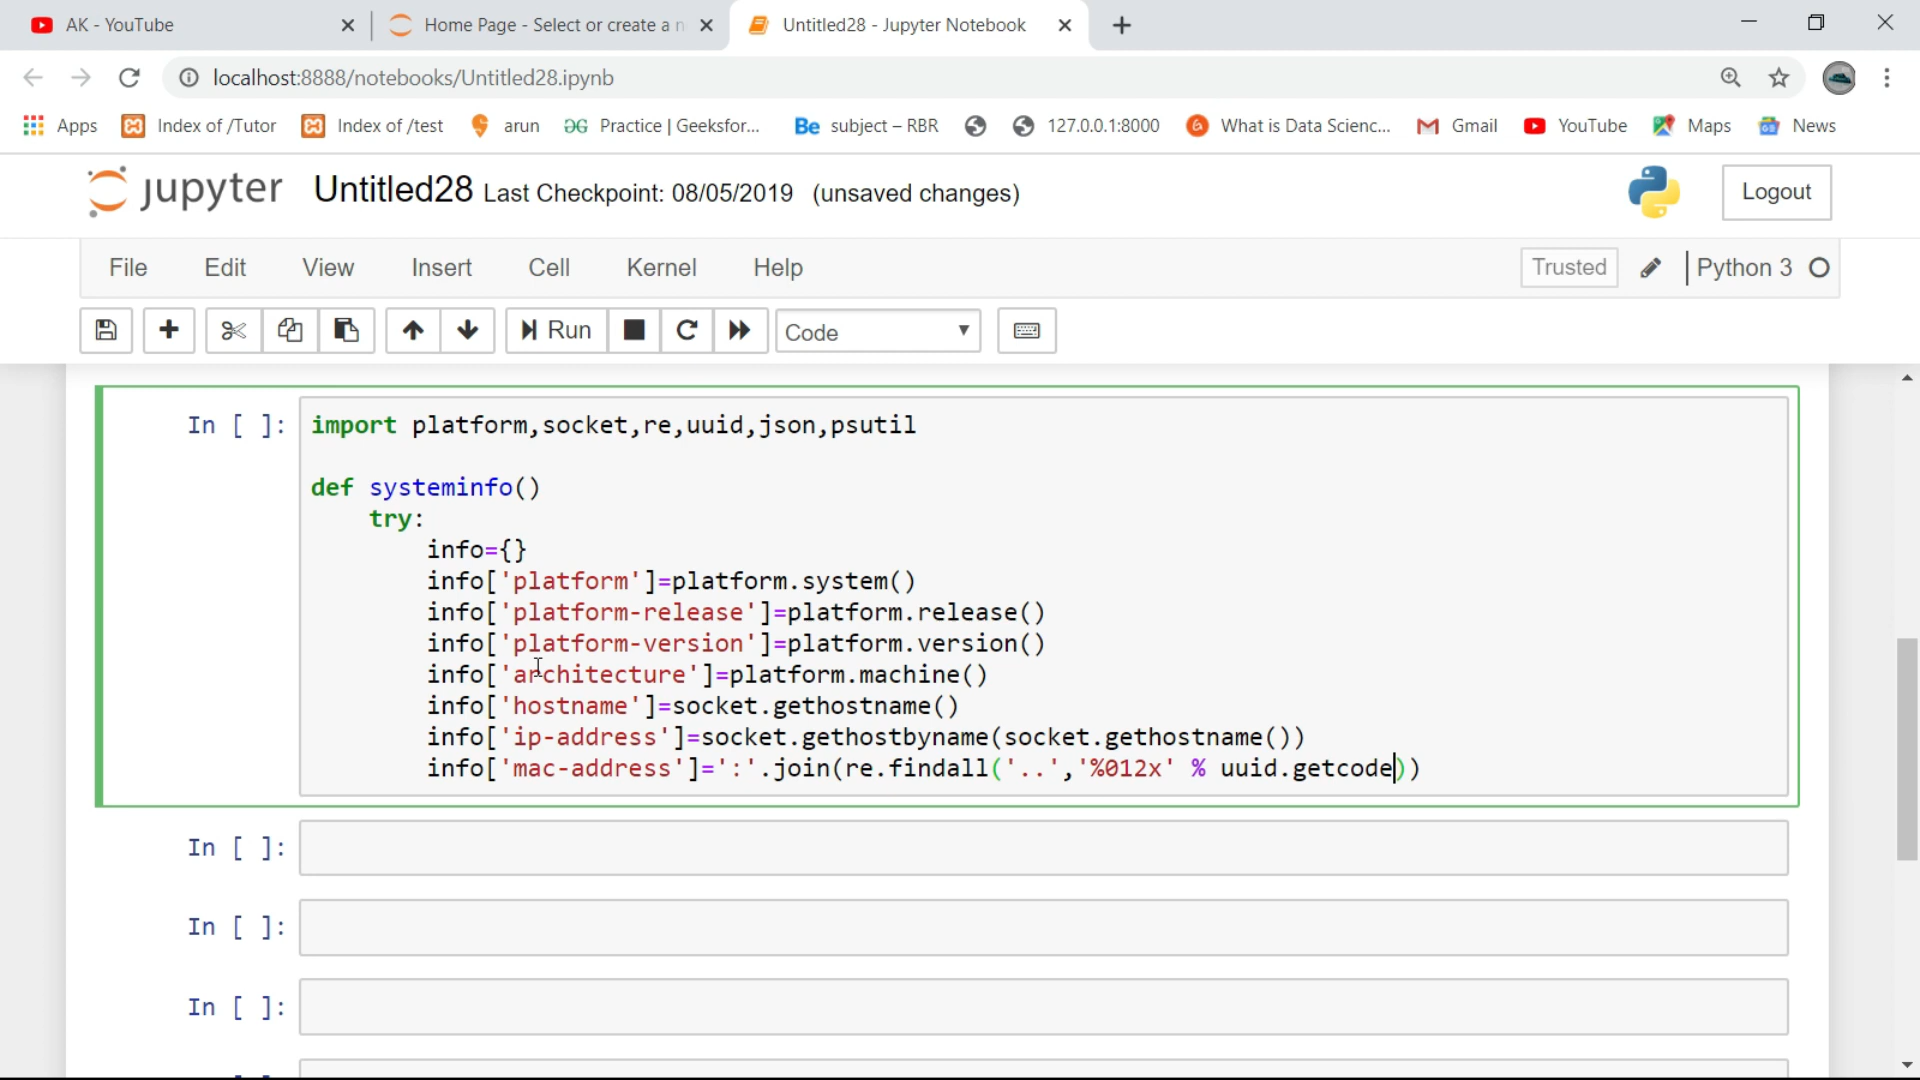 AK - YouTube
Home Page - Select or create a n
Untitled28 - Jupyter Notebook
localhost:8888/notebooks/Untitled28.ipynb
Apps
Index of /Tutor
Index of /test
arun
Practice | Geeksfor...
Be subject – RBR
127.0.0.1:8000
What is Data Scienc...
Gmail
YouTube
Maps
News
jupyter Untitled28 Last Checkpoint: 08/05/2019 (unsaved changes)
Logout
File Edit View Insert Cell Kernel Help
Trusted
Python 3
Run
Code
In [ ]:
import platform,socket,re,uuid,json,psutil
def systeminfo()
try:
info={}
info['platform']=platform.system()
info['platform-release']=platform.release()
info['platform-version']=platform.version()
info['architecture']=platform.machine()
info['hostname']=socket.gethostname()
info['ip-address']=socket.gethostbyname(socket.gethostname())
info['mac-address']=':'.join(re.findall('..','%012x' % uuid.getcode))
In [ ]:
In [ ]:
In [ ]: